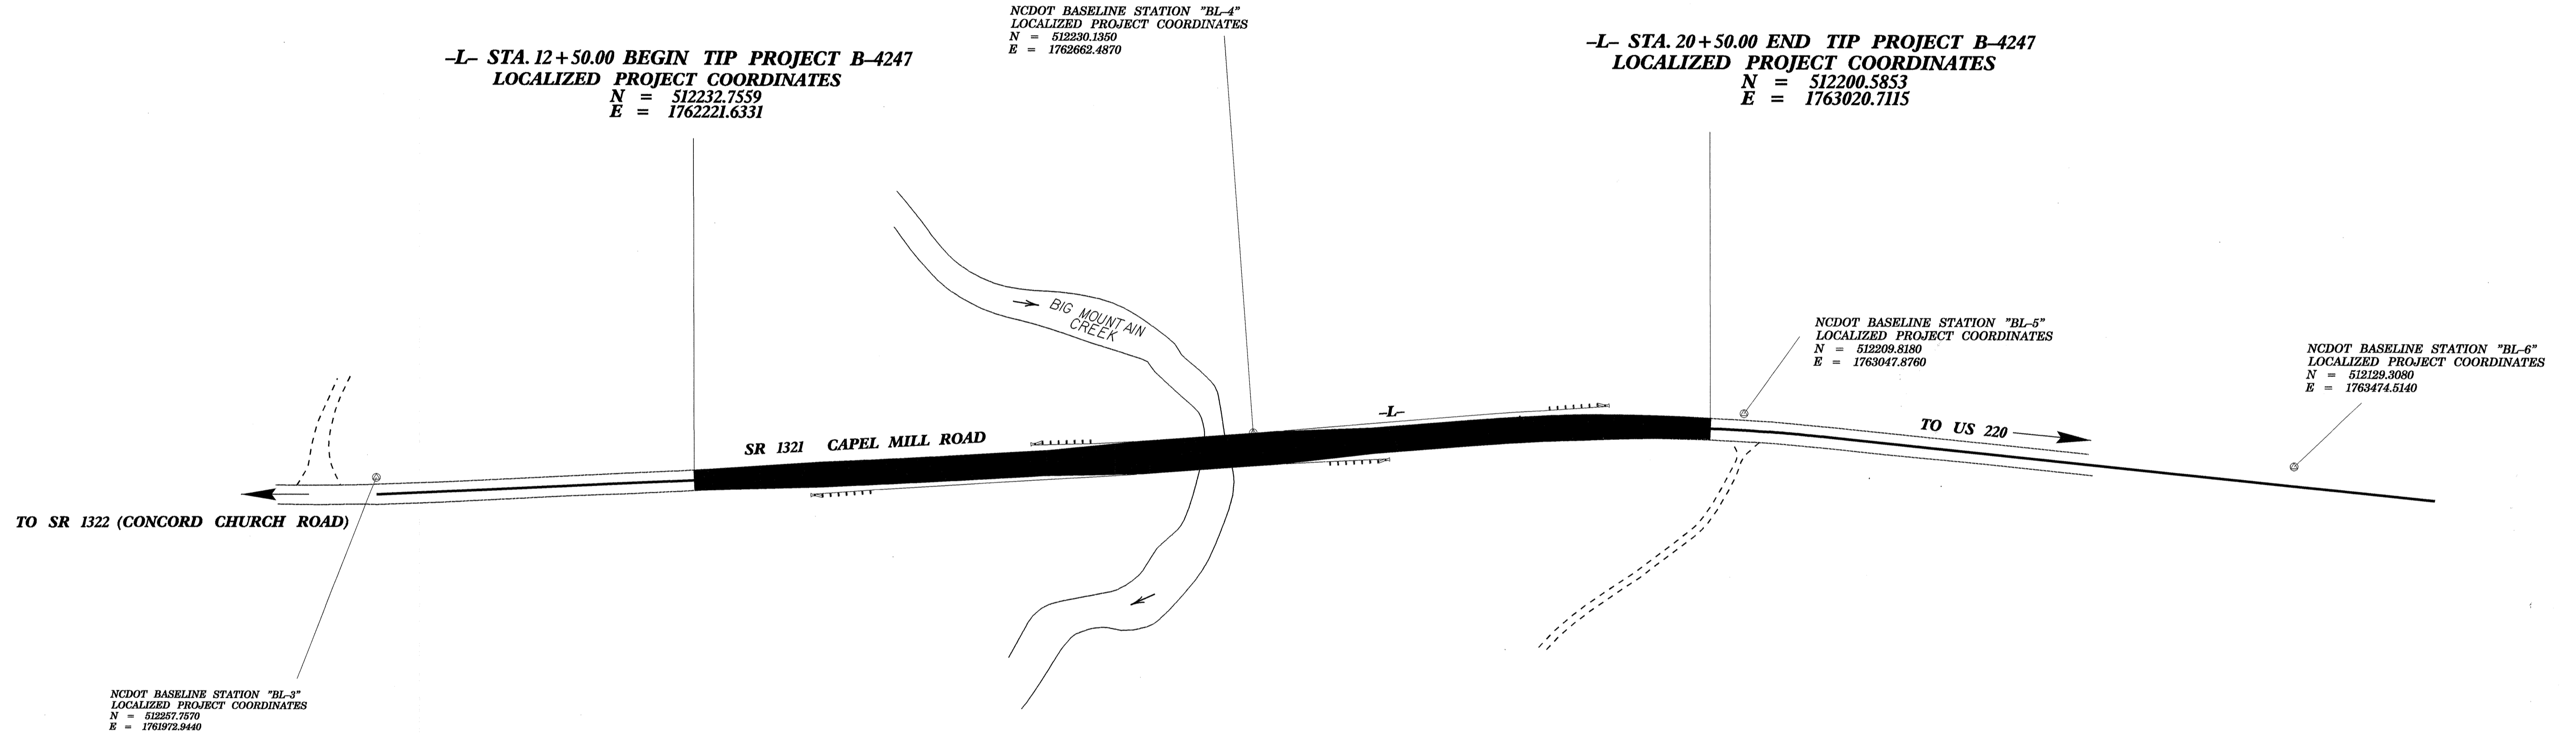 NCDOT BASELINE STATION "BL-4"
LOCALIZED PROJECT COORDINATES
N = 512230.1350
E = 1762662.4870
-L- STA. 12+50.00 BEGIN TIP PROJECT B-4247
LOCALIZED PROJECT COORDINATES
N = 512232.7559
E = 1762221.6331
-L- STA. 20+50.00 END TIP PROJECT B-4247
LOCALIZED PROJECT COORDINATES
N = 512200.5853
E = 1763020.7115
BIG MOUNTAIN
CREEK
NCDOT BASELINE STATION "BL-5"
LOCALIZED PROJECT COORDINATES
N = 512209.8180
E = 1763047.8760
NCDOT BASELINE STATION "BL-6"
LOCALIZED PROJECT COORDINATES
N = 512129.3080
E = 1763474.5140
-L-
SR 1321 CAPEL MILL ROAD
TO US 220
TO SR 1322 (CONCORD CHURCH ROAD)
NCDOT BASELINE STATION "BL-3"
LOCALIZED PROJECT COORDINATES
N = 512257.7570
E = 1761972.9440